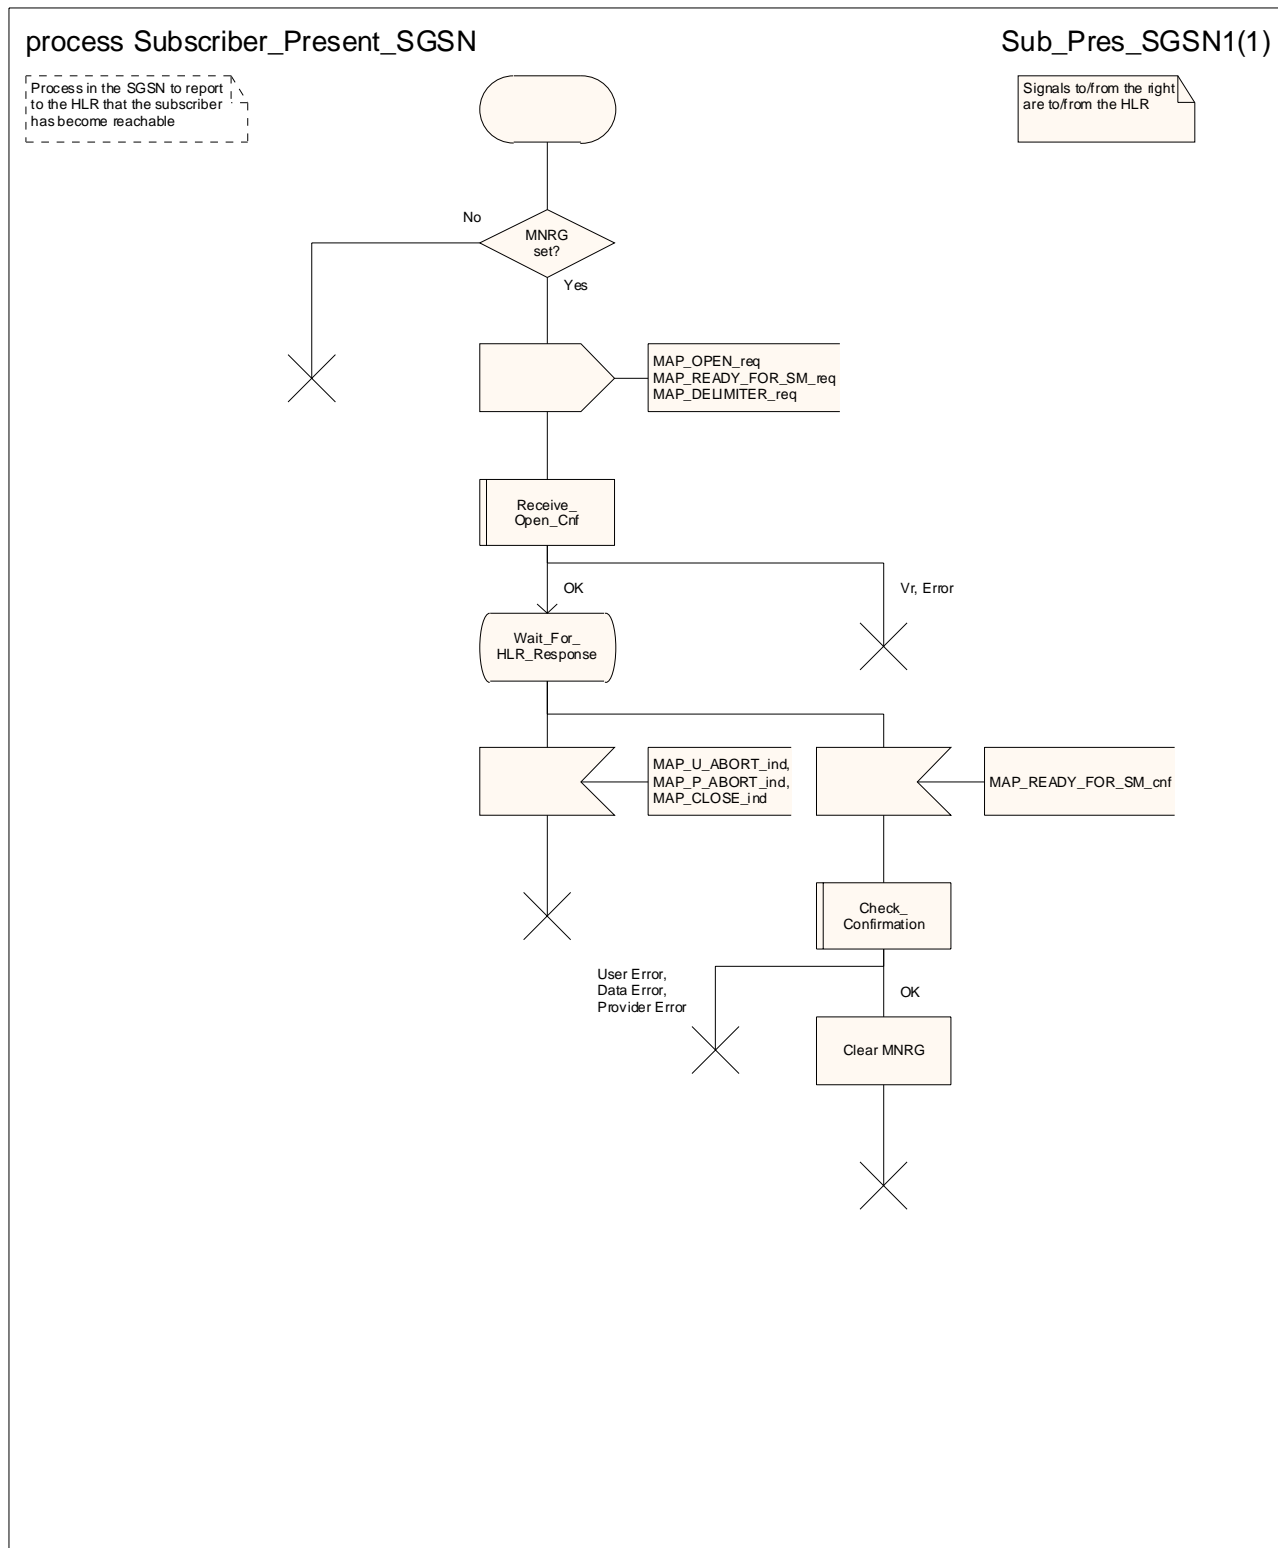 process Subscriber_Present_SGSN
Sub_Pres_SGSN1(1)
Process in the SGSN to report
to the HLR that the subscriber
has become reachable
Signals to/from the right
are to/from the HLR
No
MNRG
set?
Yes
MAP_OPEN_req
MAP_READY_FOR_SM_req
MAP_DELIMITER_req
Receive_
Open_Cnf
OK
Vr, Error
Wait_For_
HLR_Response
MAP_U_ABORT_ind,
MAP_P_ABORT_ind,
MAP_CLOSE_ind
MAP_READY_FOR_SM_cnf
Check_
Confirmation
User Error,
Data Error,
Provider Error
OK
Clear MNRG